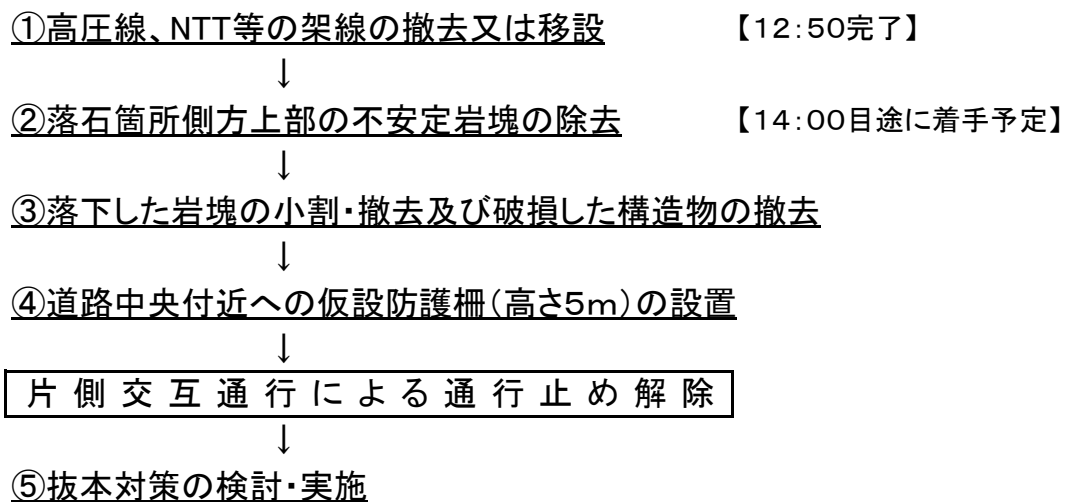 ①高圧線、NTT等の架線の撤去又は移設　【12:50完了】
↓
②落石箇所側方上部の不安定岩塊の除去　【14:00目途に着手予定】
↓
③落下した岩塊の小割・撤去及び破損した構造物の撤去
↓
④道路中央付近への仮設防護柵（高さ5m）の設置
↓
片側交互通行による通行止め解除
↓
⑤抜本対策の検討・実施